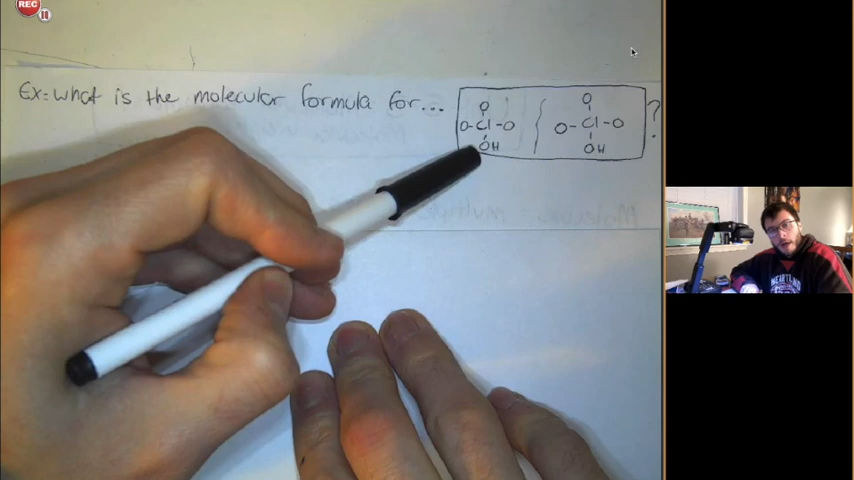 REC
Ex: what is the molecular formula for... ?
O O
O-Cl-O O-Cl-O
OH OH